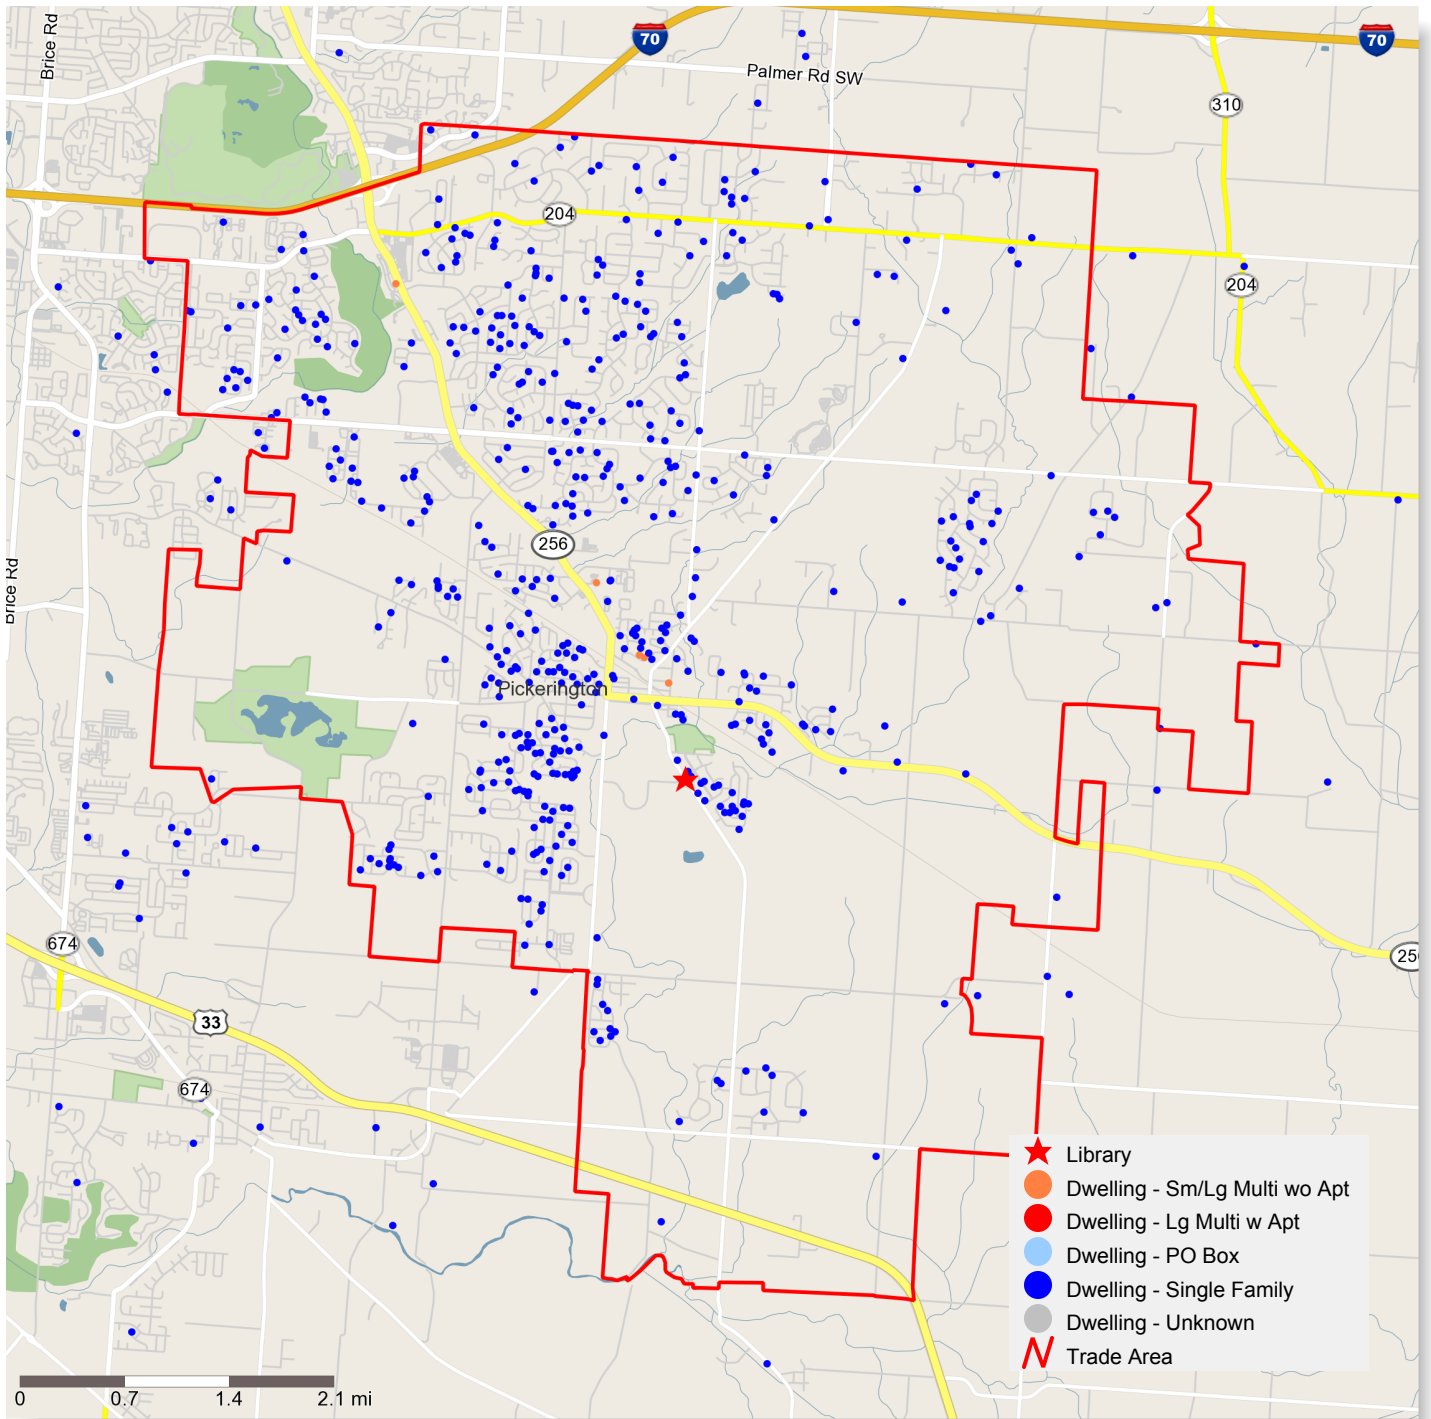 Brice Rd
70
70
Palmer Rd SW
310
204
204
256
Brice Rd
Pickerington
674
25
33
674
Library
Dwelling - Sm/Lg Multi wo Apt
Dwelling - Lg Multi w Apt
Dwelling - PO Box
Dwelling - Single Family
Dwelling - Unknown
Trade Area
0 0.7 1.4 2.1 mi